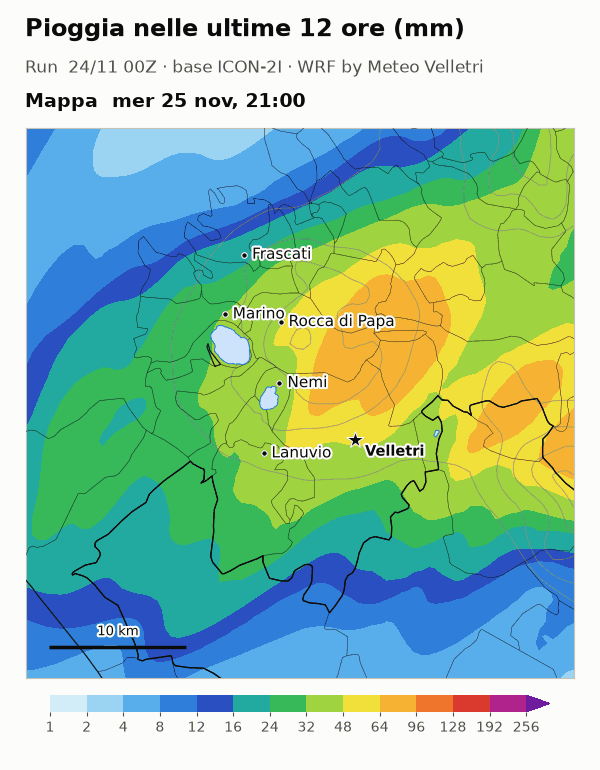 Pioggia nelle ultime 12 ore (mm)
Run  24/11 00Z · base ICON-2I · WRF by Meteo Velletri
Mappa  mer 25 nov, 21:00
Frascati
Marino
Rocca di Papa
Nemi
Velletri
Lanuvio
10 km
1 2 4 8 12 16 24 32 48 64 96 128 192 256